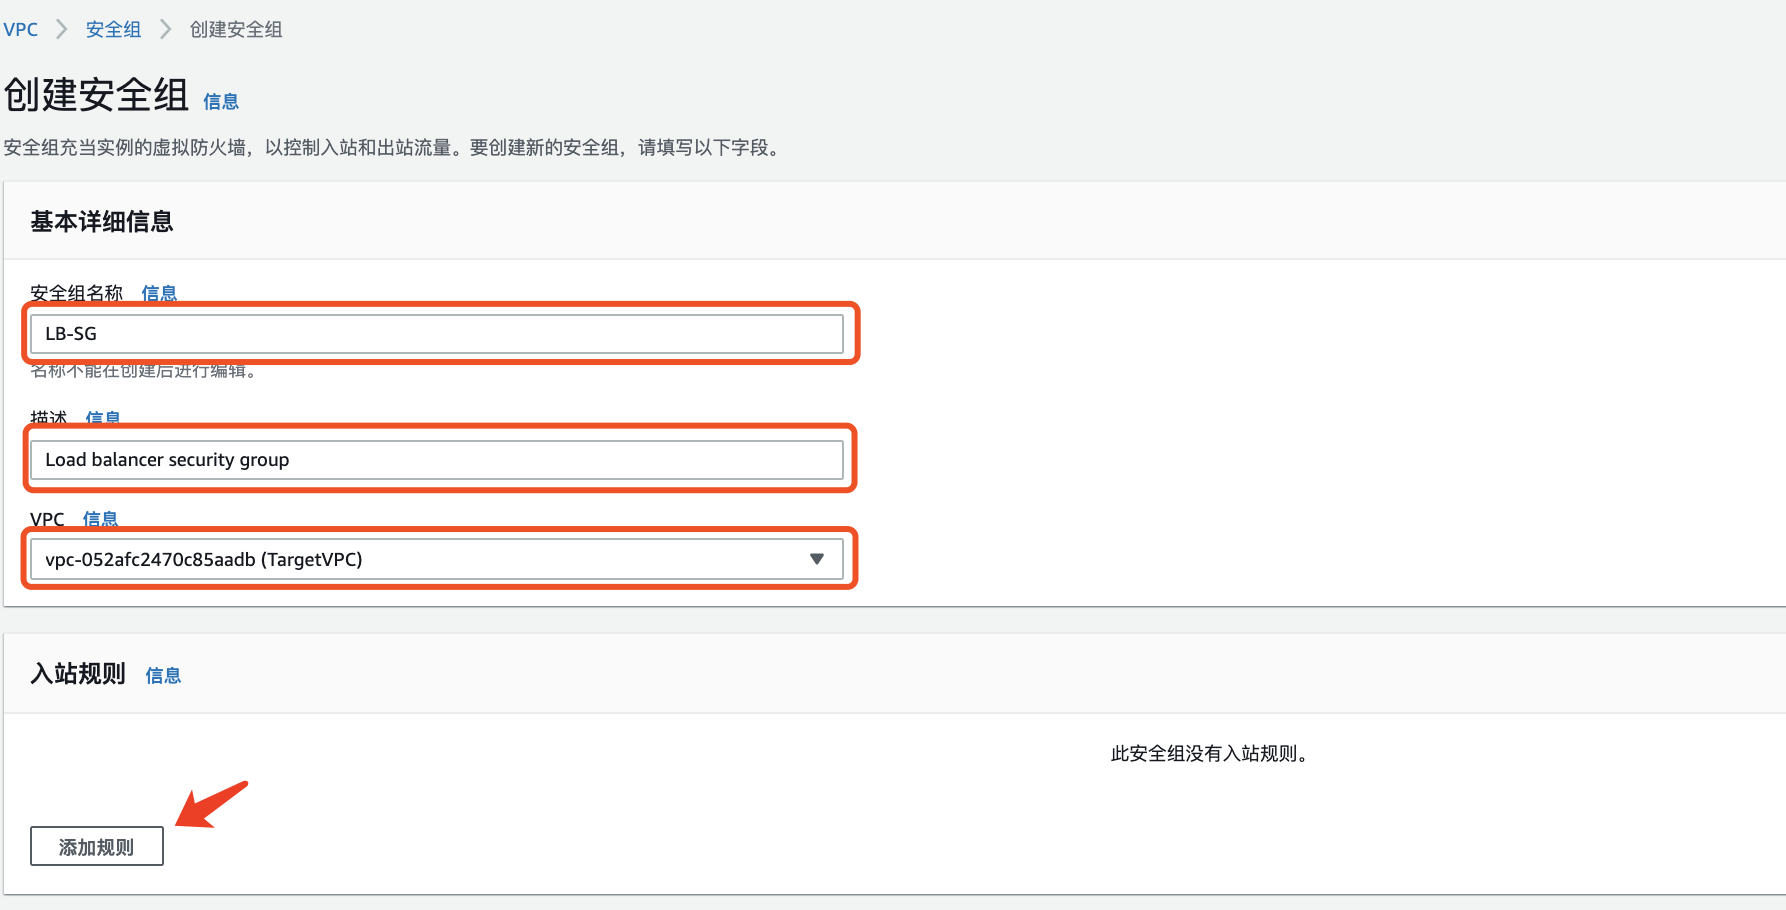 VPC > 安全组 > 创建安全组
创建安全组 信息
安全组充当实例的虚拟防火墙，以控制入站和出站流量。要创建新的安全组，请填写以下字段。
基本详细信息
安全组名称 信息
LB-SG
名称不能在创建后进行编辑。
描述 信息
Load balancer security group
VPC 信息
vpc-052afc2470c85aadb (TargetVPC)
入站规则 信息
此安全组没有入站规则。
添加规则